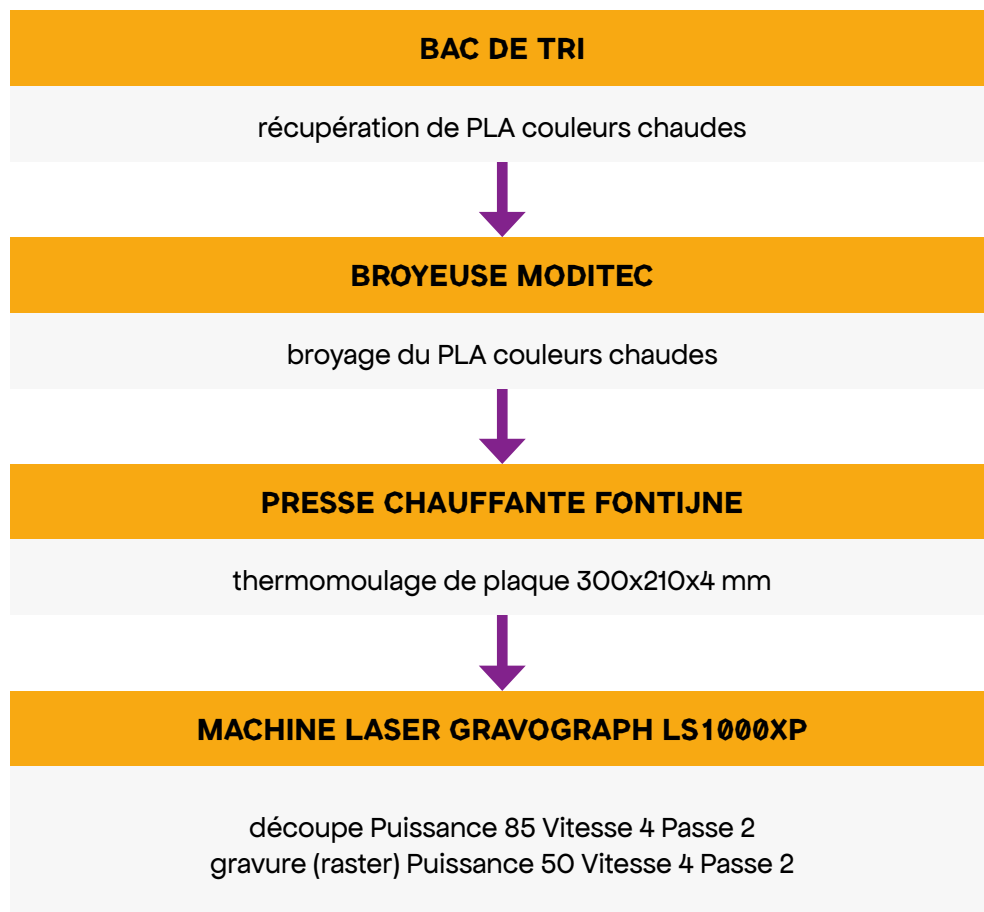 BAC DE TRI
récupération de PLA couleurs chaudes
BROYEUSE MODITEC
broyage du PLA couleurs chaudes
PRESSE CHAUFFANTE FONTIJNE
thermomoulage de plaque 300x210x4 mm
MACHINE LASER GRAVOGRAPH LS1000XP
découpe Puissance 85 Vitesse 4 Passe 2
gravure (raster) Puissance 50 Vitesse 4 Passe 2